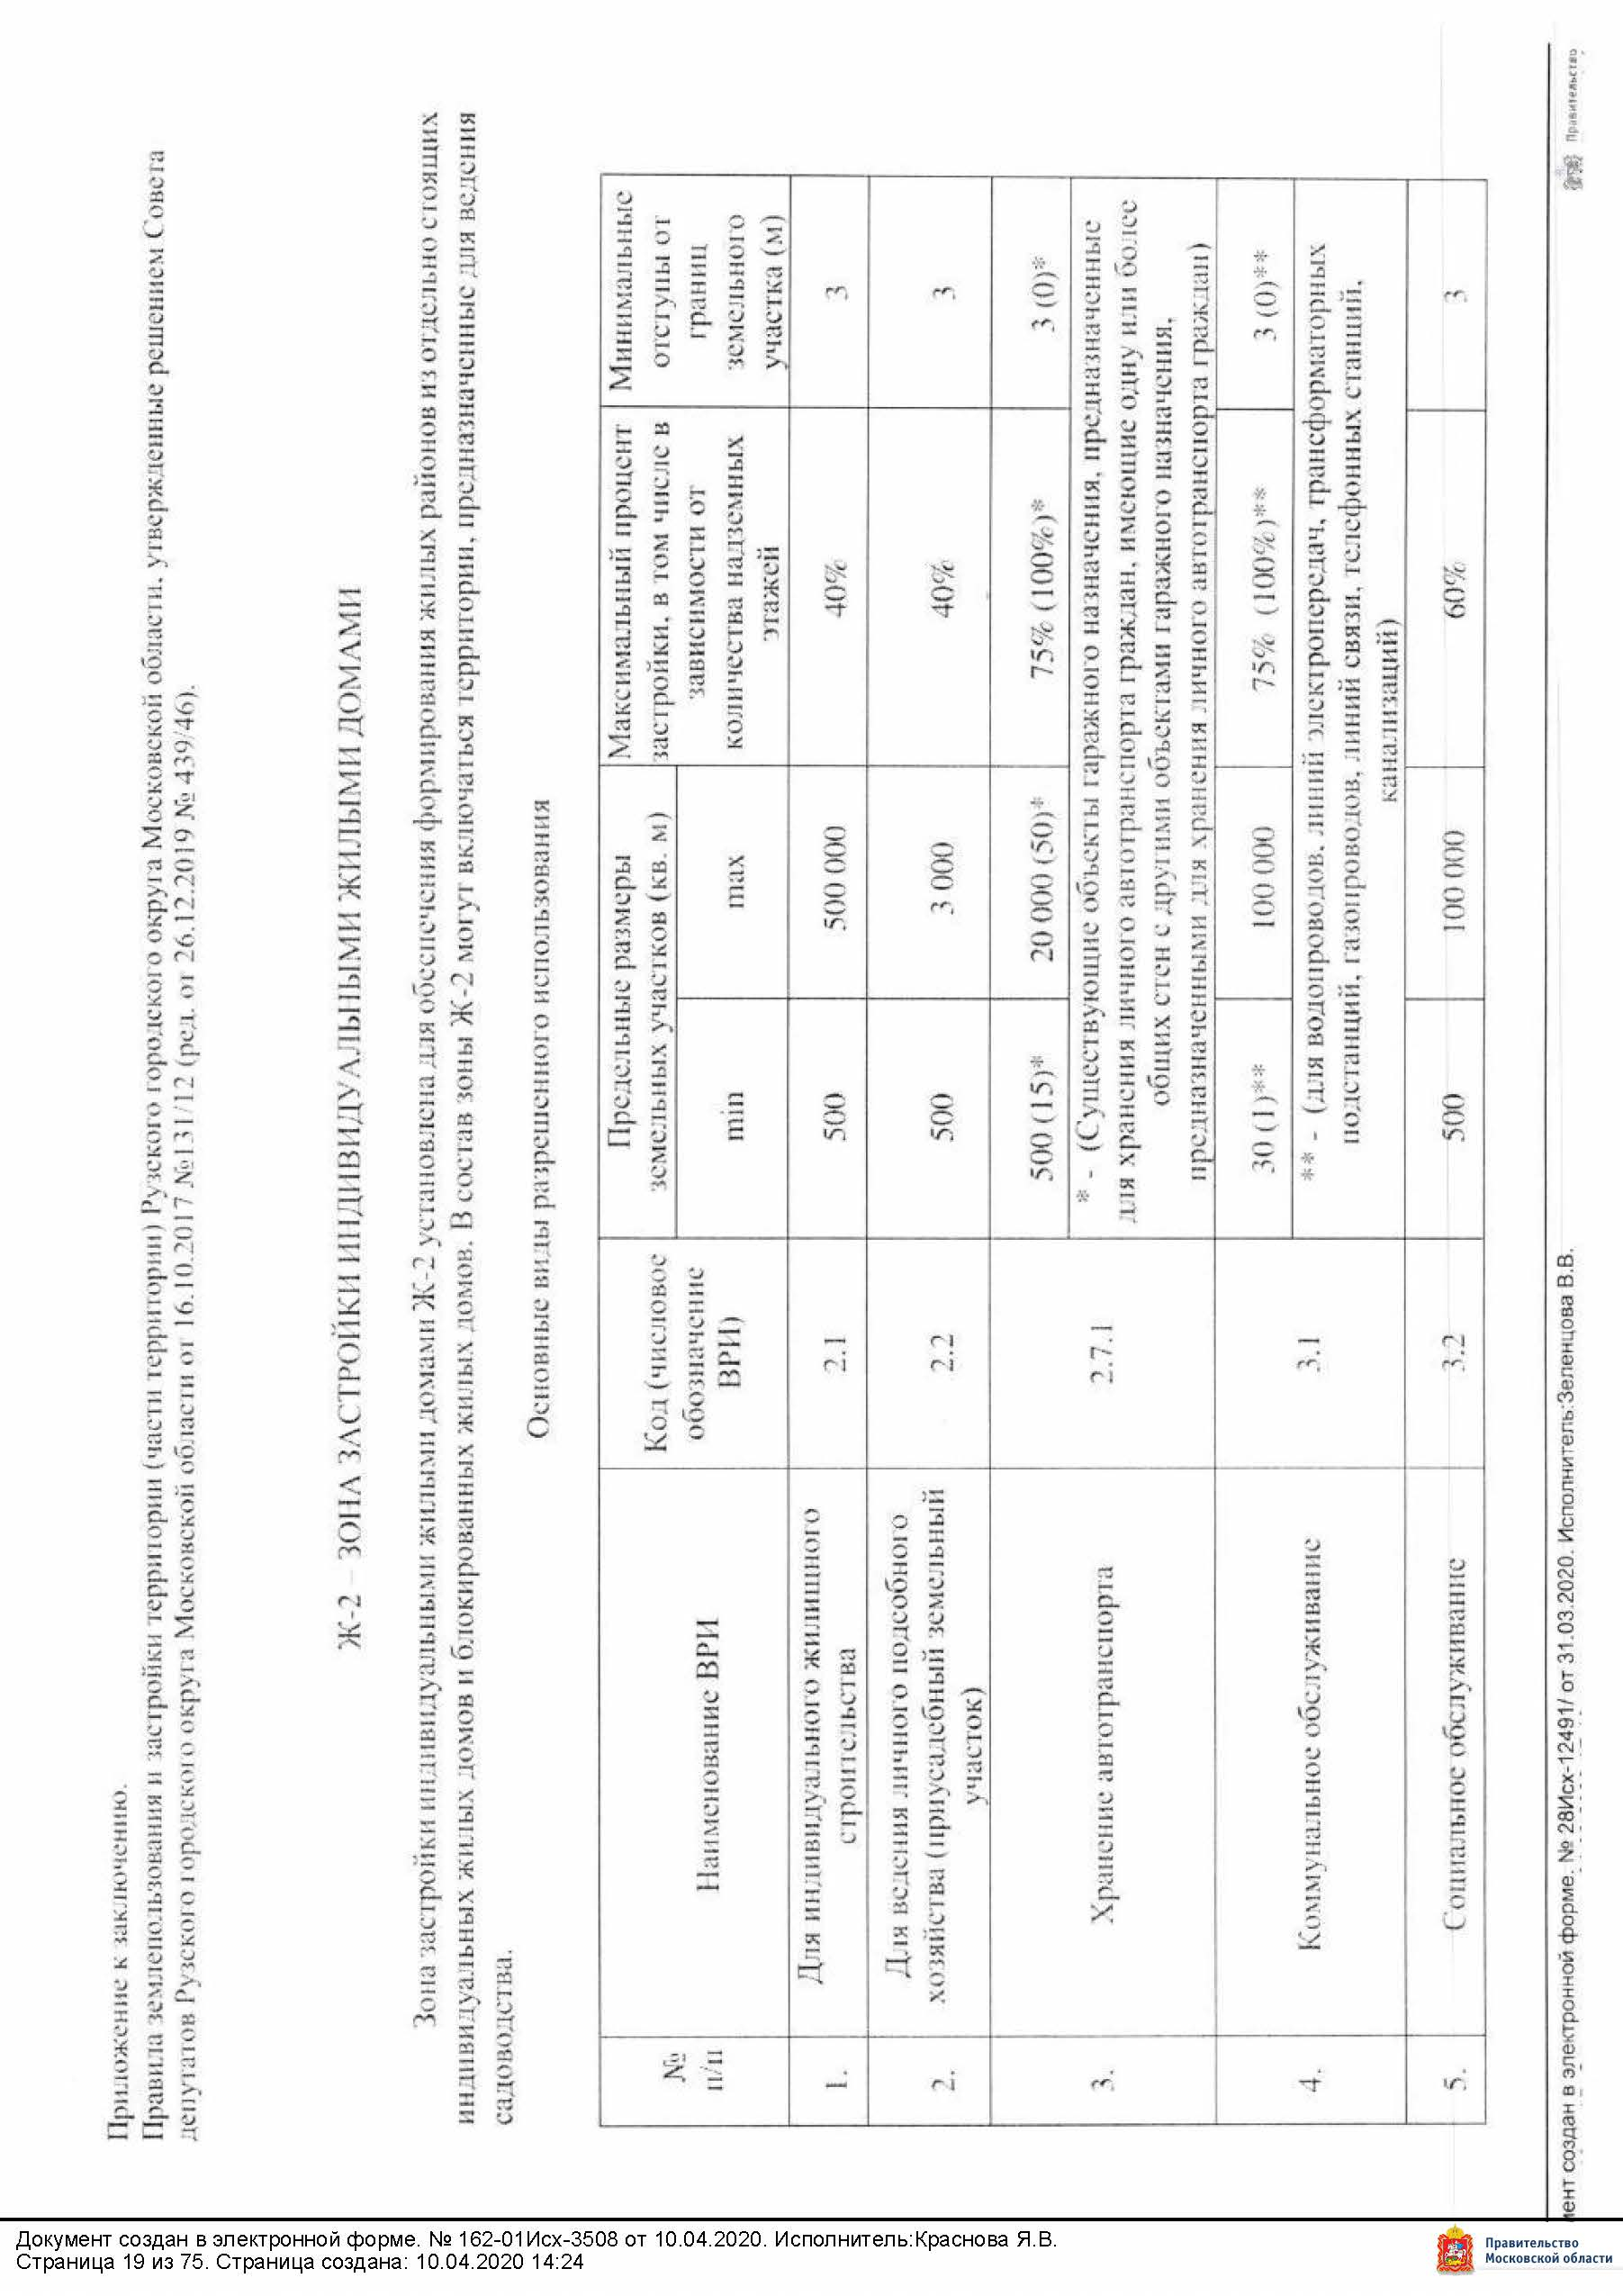 Приложение к заключению.
Правила землепользования и застройки территории (части территории) Рузского городского округа Московской области, утвержденные решением Совета
депутатов Рузского городского округа Московской области от 16.10.2017 №131/12 (ред. от 26.12.2019 № 439/46).
Ж-2 – ЗОНА ЗАСТРОЙКИ ИНДИВИДУАЛЬНЫМИ ЖИЛЫМИ ДОМАМИ
Зона застройки индивидуальными жилыми домами Ж-2 установлена для обеспечения формирования жилых районов из отдельно стоящих
индивидуальных жилых домов и блокированных жилых домов. В состав зоны Ж-2 могут включаться территории, предназначенные для ведения
садоводства.
Основные виды разрешенного использования
№
п/п
Наименование ВРИ
Код (числовое
обозначение
ВРИ)
Предельные размеры
земельных участков (кв. м)
min
max
Максимальный процент
застройки, в том числе в
зависимости от
количества надземных
этажей
Минимальные
отступы от
границ
земельного
участка (м)
1.
Для индивидуального жилищного
строительства
2.1
500
500 000
40%
3
2.
Для ведения личного подсобного
хозяйства (приусадебный земельный
участок)
2.2
500
3 000
40%
3
3.
Хранение автотранспорта
2.7.1
500 (15)*
20 000 (50)*
75% (100%)*
3 (0)*
* - (Существующие объекты гаражного назначения, предназначенные
для хранения личного автотранспорта граждан, имеющие одну или более
общих стен с другими объектами гаражного назначения,
предназначенными для хранения личного автотранспорта граждан)
4.
Коммунальное обслуживание
3.1
30 (1)**
100 000
75% (100%)**
3 (0)**
** - (для водопроводов, линий электропередач, трансформаторных
подстанций, газопроводов, линий связи, телефонных станций,
канализаций)
5.
Социальное обслуживание
3.2
500
100 000
60%
3
мент создан в электронной форме. № 28Исх-12491/ от 31.03.2020. Исполнитель:Зеленцова В.В.
Правительство
Документ создан в электронной форме. № 162-01Исх-3508 от 10.04.2020. Исполнитель:Краснова Я.В.
Страница 19 из 75. Страница создана: 10.04.2020 14:24
Правительство
Московской области